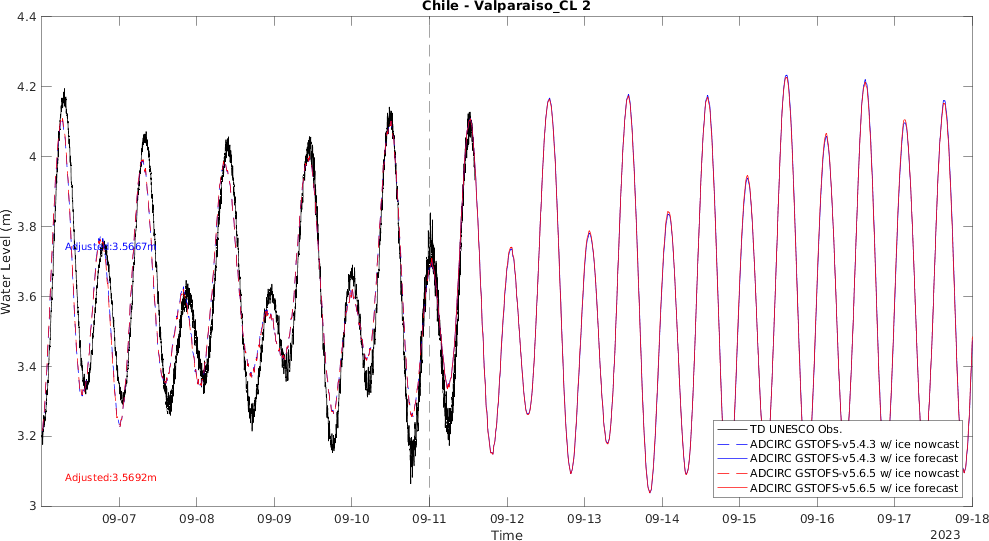 Chile - Valparaiso_CL 2
4.4
4.2
4
3.8
3.6
3.4
3.2
3
Water Level (m)
Adjusted:3.5667m
Adjusted:3.5692m
TD UNESCO Obs.
ADCIRC GSTOFS-v5.4.3 w/ ice nowcast
ADCIRC GSTOFS-v5.4.3 w/ ice forecast
ADCIRC GSTOFS-v5.6.5 w/ ice nowcast
ADCIRC GSTOFS-v5.6.5 w/ ice forecast
09-07 09-08 09-09 09-10 09-11 09-12 09-13 09-14 09-15 09-16 09-17 09-18
Time
2023